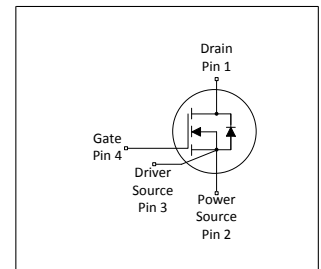 Drain
Pin 1
Gate
Pin 4
Driver
Source
Pin 3
Power
Source
Pin 2